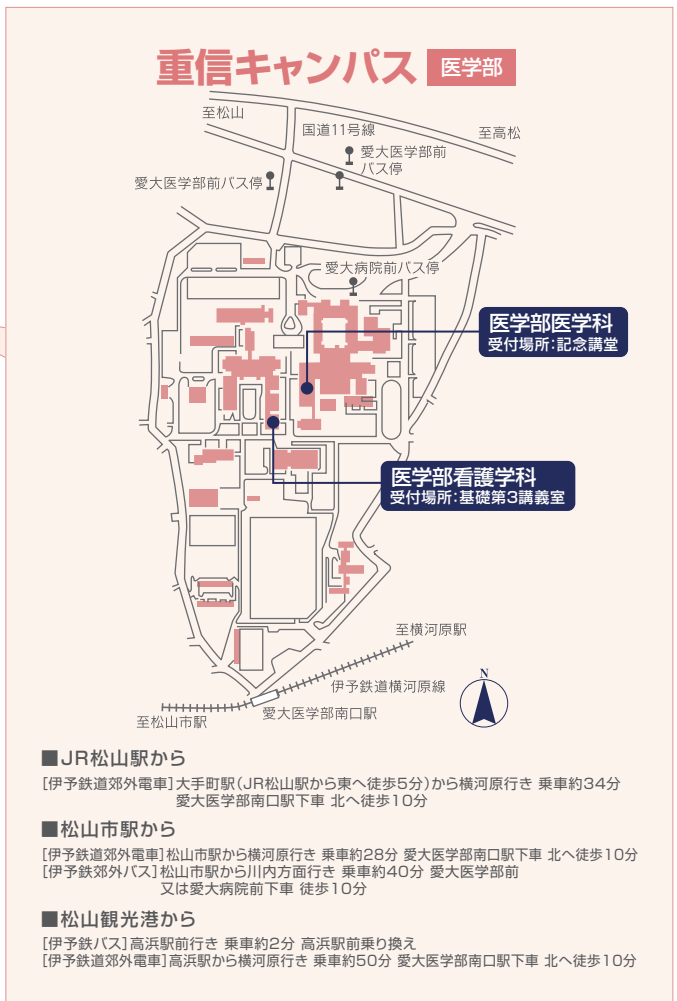 重信キャンパス 医学部
至松山
国道11号線
至高松
愛大医学部前
バス停
愛大医学部前バス停
愛大病院前バス停
医学部医学科
受付場所:記念講堂
医学部看護学科
受付場所:基礎第3講義室
至横河原駅
伊予鉄道横河原線
N
愛大医学部南口駅
至松山市駅
■JR松山駅から
[伊予鉄道郊外電車]大手町駅(JR松山駅から東へ徒歩5分)から横河原行き 乗車約34分
愛大医学部南口駅下車 北へ徒歩10分
■松山市駅から
[伊予鉄道郊外電車]松山市駅から横河原行き 乗車約28分 愛大医学部南口駅下車 北へ徒歩10分
[伊予鉄郊外バス]松山市駅から川内方面行き 乗車約40分 愛大医学部前
又は愛大病院前下車 徒歩10分
■松山観光港から
[伊予鉄バス]高浜駅前行き 乗車約2分 高浜駅前乗り換え
[伊予鉄道郊外電車]高浜駅から横河原行き 乗車約50分 愛大医学部南口駅下車 北へ徒歩10分